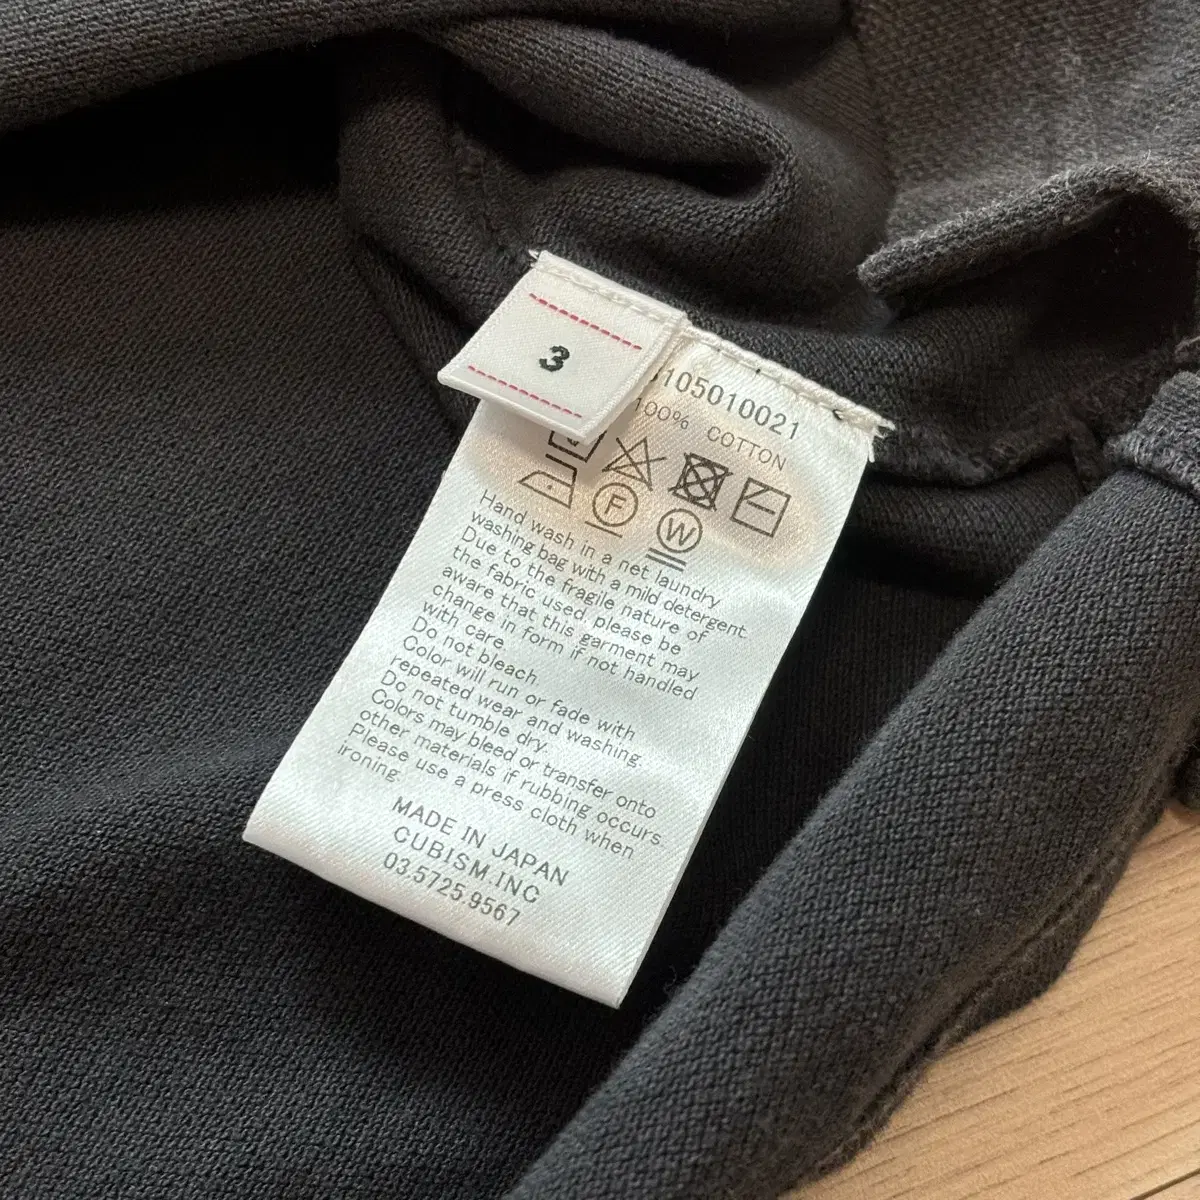 3
105010021
100% COTTON
F
W
Hand wash in a net laundry
washing bag with a mild detergent.
Due to the fragile nature of
the fabric used, please be
aware that this garment may
change in form if not handled
with care
Do not bleach.
Color will run or fade with
repeated wear and washing.
Do not tumble dry.
Colors may bleed or transfer onto
other materials if rubbing occurs.
Please use a press cloth when
ironing.
MADE IN JAPAN
CUBISM.INC
03.5725.9567